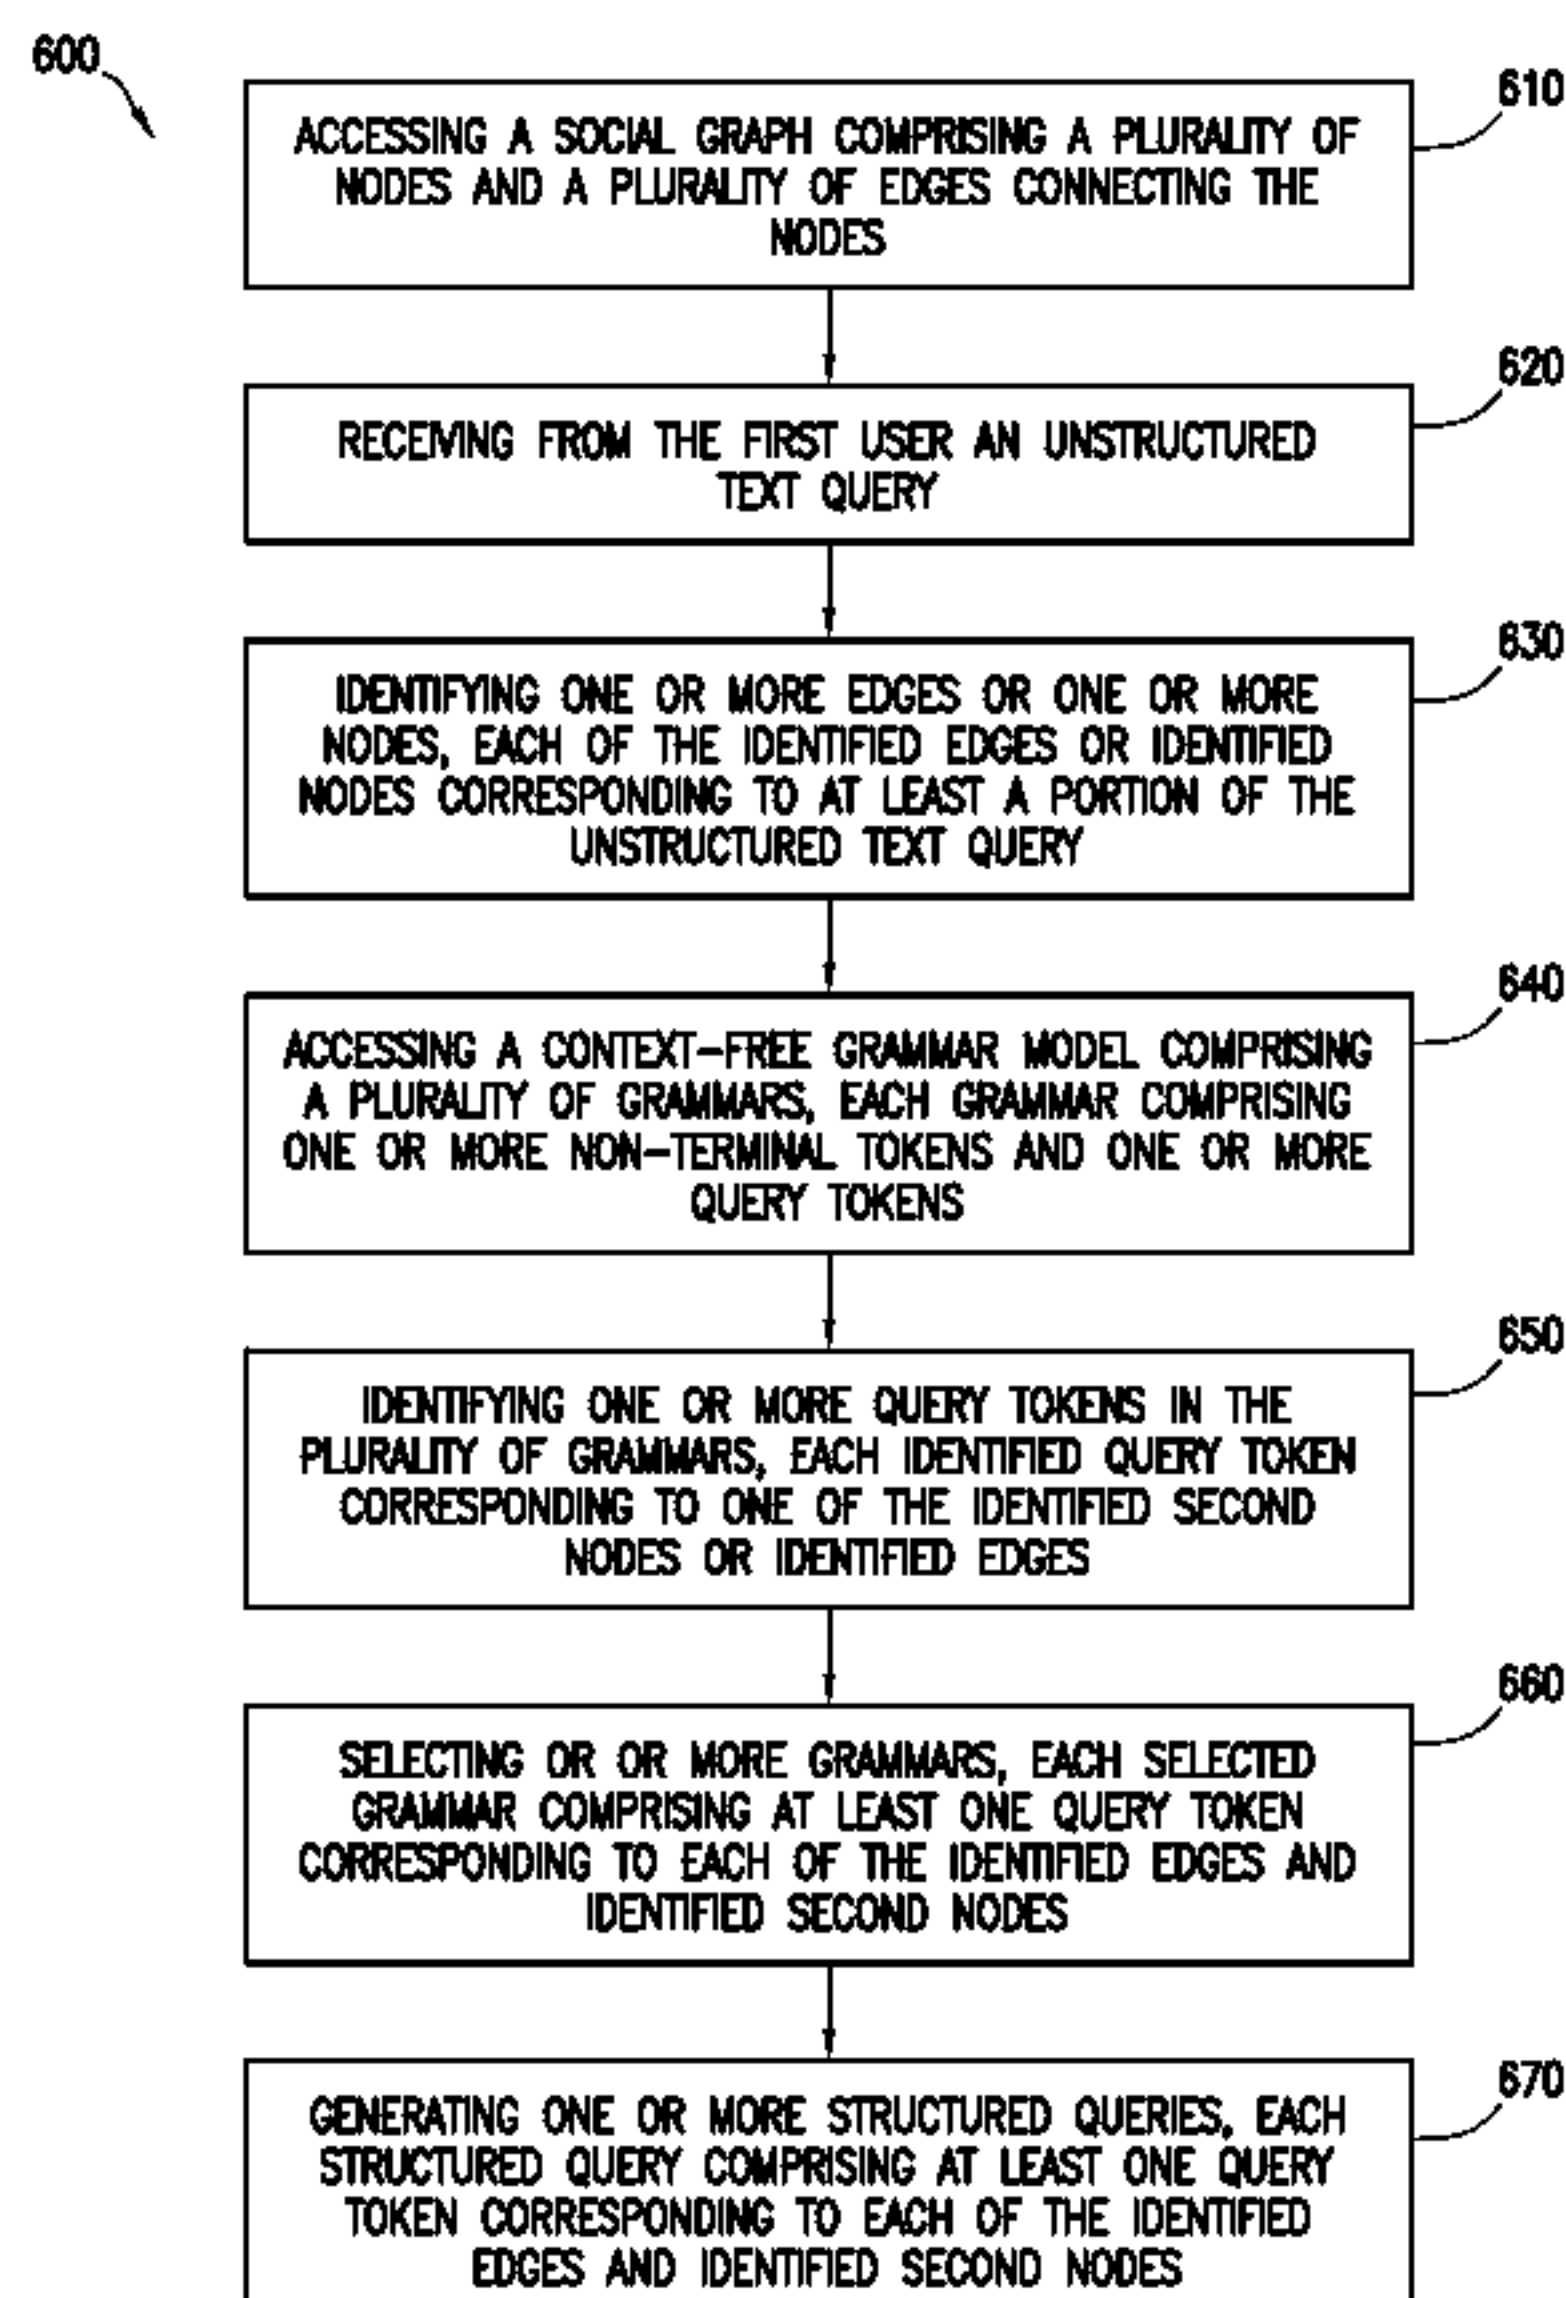 600
610
ACCESSING A SOCIAL GRAPH COMPRISING A PLURALITY OF
NODES AND A PLURALITY OF EDGES CONNECTING THE
NODES
620
RECEIVING FROM THE FIRST USER AN UNSTRUCTURED
TEXT QUERY
630
IDENTIFYING ONE OR MORE EDGES OR ONE OR MORE
NODES, EACH OF THE IDENTIFIED EDGES OR IDENTIFIED
NODES CORRESPONDING TO AT LEAST A PORTION OF THE
UNSTRUCTURED TEXT QUERY
640
ACCESSING A CONTEXT-FREE GRAMMAR MODEL COMPRISING
A PLURALITY OF GRAMMARS, EACH GRAMMAR COMPRISING
ONE OR MORE NON-TERMINAL TOKENS AND ONE OR MORE
QUERY TOKENS
650
IDENTIFYING ONE OR MORE QUERY TOKENS IN THE
PLURALITY OF GRAMMARS, EACH IDENTIFIED QUERY TOKEN
CORRESPONDING TO ONE OF THE IDENTIFIED SECOND
NODES OR IDENTIFIED EDGES
660
SELECTING OR OR MORE GRAMMARS, EACH SELECTED
GRAMMAR COMPRISING AT LEAST ONE QUERY TOKEN
CORRESPONDING TO EACH OF THE IDENTIFIED EDGES AND
IDENTIFIED SECOND NODES
670
GENERATING ONE OR MORE STRUCTURED QUERIES, EACH
STRUCTURED QUERY COMPRISING AT LEAST ONE QUERY
TOKEN CORRESPONDING TO EACH OF THE IDENTIFIED
EDGES AND IDENTIFIED SECOND NODES